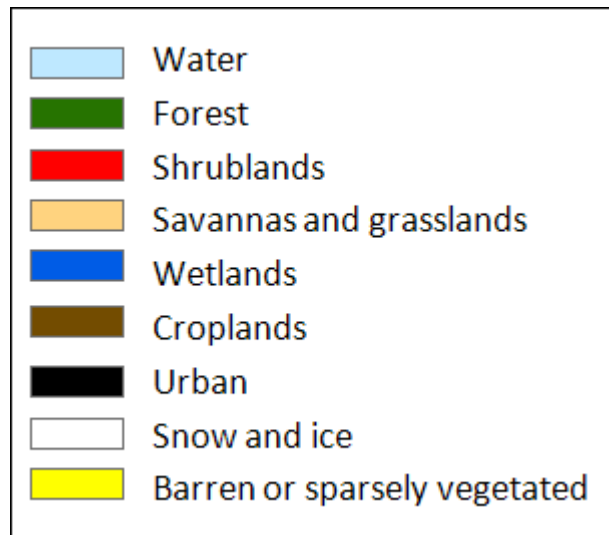 Water
Forest
Shrublands
Savannas and grasslands
Wetlands
Croplands
Urban
Snow and ice
Barren or sparsely vegetated